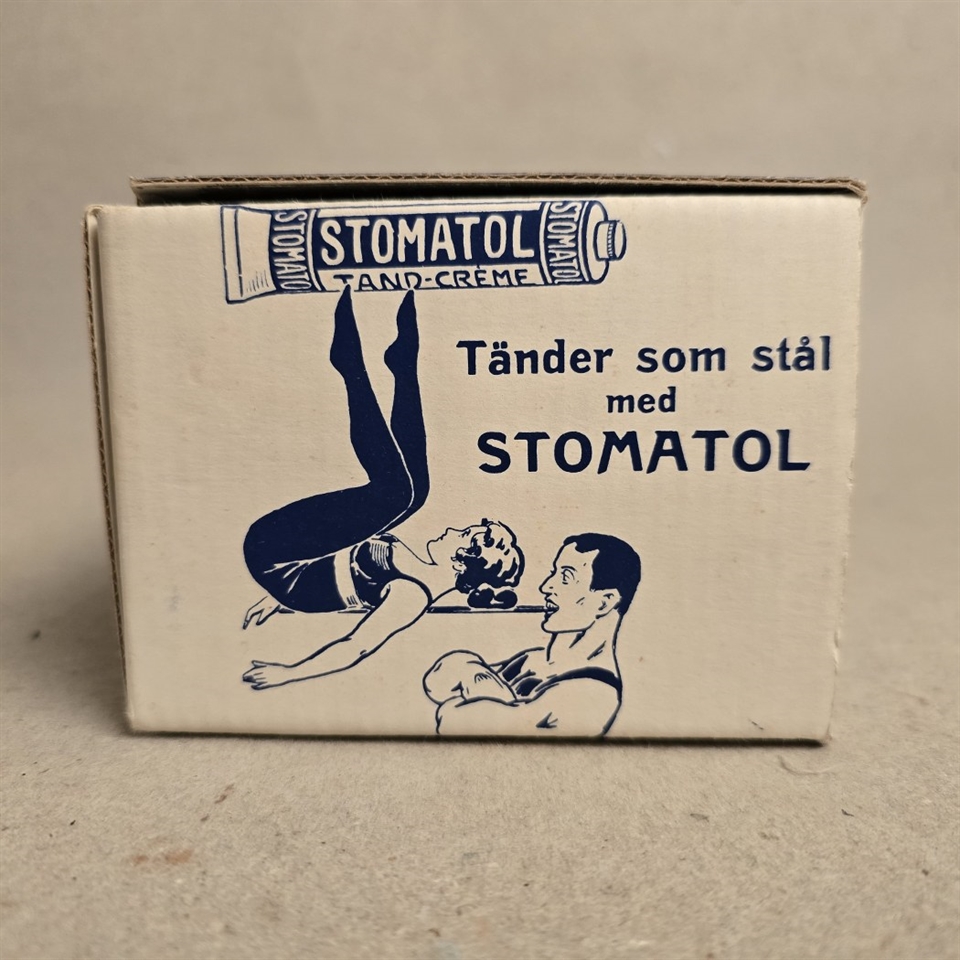 STOMATOL
STOMATOL
TAND-CRÈME
STOMATOL
Tänder som stål
med
STOMATOL